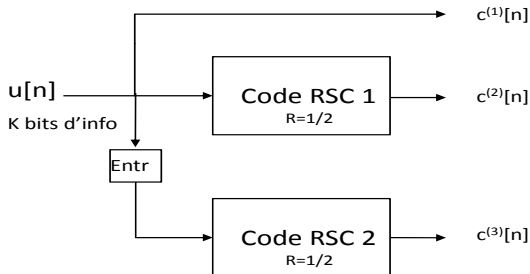 c⁽¹⁾[n]
u[n]
Code RSC 1
R=1/2
c⁽²⁾[n]
K bits d’info
Entr
Code RSC 2
R=1/2
c⁽³⁾[n]